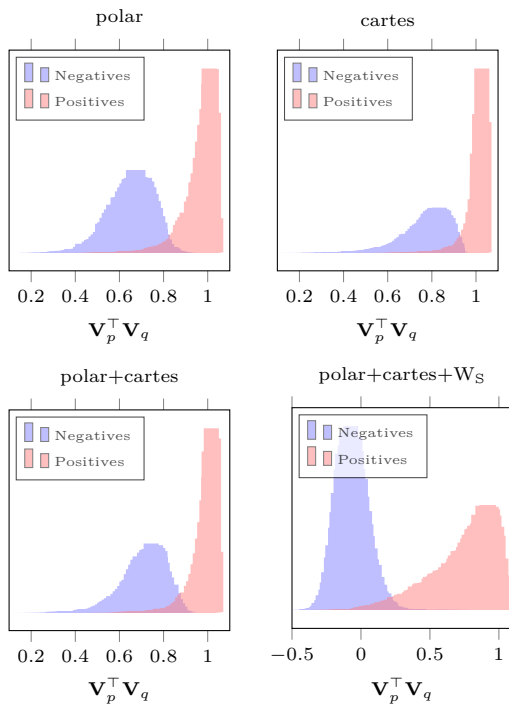 polar
Negatives
Positives
0.2 0.4 0.6 0.8 1
V_p^⊤ V_q
cartes
Negatives
Positives
0.2 0.4 0.6 0.8 1
V_p^⊤ V_q
polar+cartes
Negatives
Positives
0.2 0.4 0.6 0.8 1
V_p^⊤ V_q
polar+cartes+W_S
Negatives
Positives
−0.5 0 0.5 1
V_p^⊤ V_q